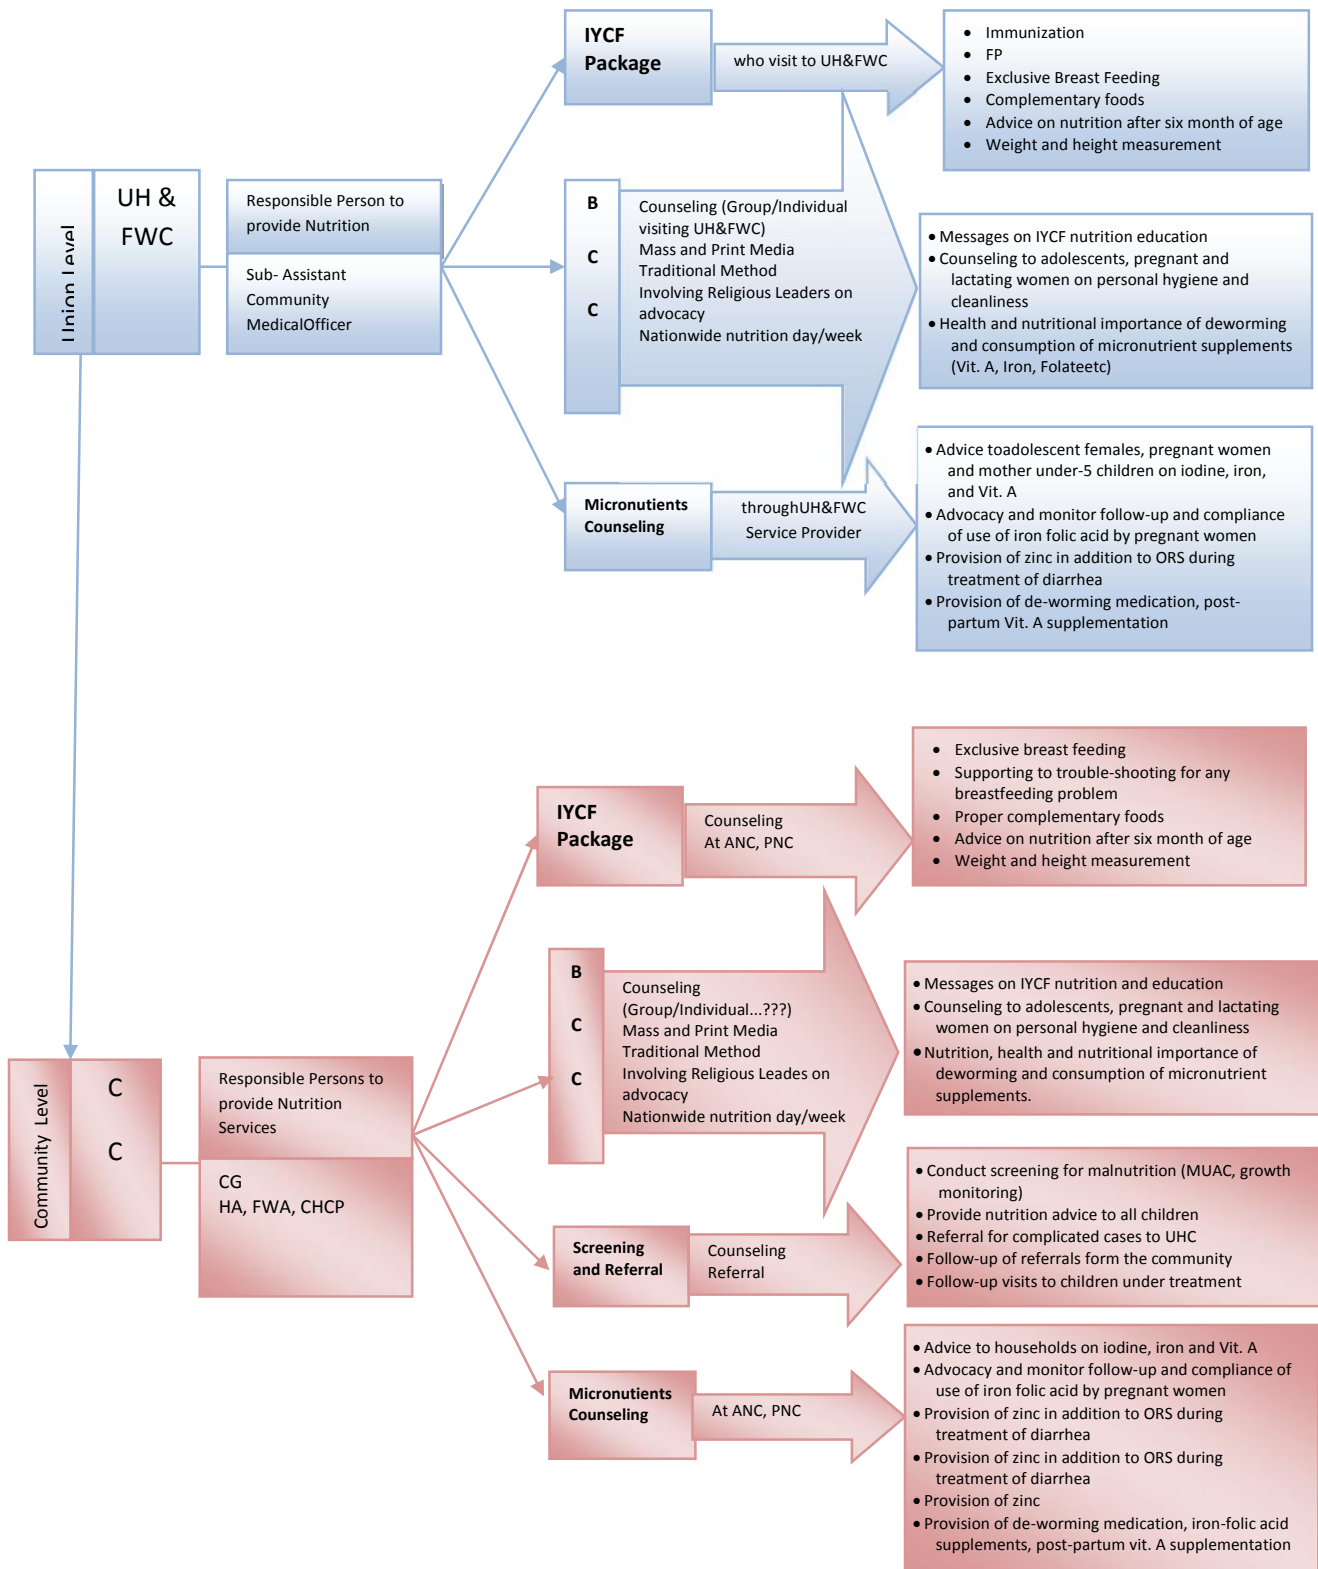 IYCF
Package
who visit to UH&FWC
• Immunization
• FP
• Exclusive Breast Feeding
• Complementary foods
• Advice on nutrition after six month of age
• Weight and height measurement
Union Level
UH &
FWC
Responsible Person to
provide Nutrition
Sub- Assistant
Community
MedicalOfficer
B
C
C
Counseling (Group/Individual
visiting UH&FWC)
Mass and Print Media
Traditional Method
Involving Religious Leaders on
advocacy
Nationwide nutrition day/week
• Messages on IYCF nutrition education
• Counseling to adolescents, pregnant and
lactating women on personal hygiene and
cleanliness
• Health and nutritional importance of deworming
and consumption of micronutrient supplements
(Vit. A, Iron, Folateetc)
Micronutients
Counseling
throughUH&FWC
Service Provider
• Advice toadolescent females, pregnant women
and mother under-5 children on iodine, iron,
and Vit. A
• Advocacy and monitor follow-up and compliance
of use of iron folic acid by pregnant women
• Provision of zinc in addition to ORS during
treatment of diarrhea
• Provision of de-worming medication, post-
partum Vit. A supplementation
IYCF
Package
Counseling
At ANC, PNC
• Exclusive breast feeding
• Supporting to trouble-shooting for any
breastfeeding problem
• Proper complementary foods
• Advice on nutrition after six month of age
• Weight and height measurement
Community Level
C
C
Responsible Persons to
provide Nutrition
Services
CG
HA, FWA, CHCP
B
C
C
Counseling
(Group/Individual...???)
Mass and Print Media
Traditional Method
Involving Religious Leades on
advocacy
Nationwide nutrition day/week
• Messages on IYCF nutrition and education
• Counseling to adolescents, pregnant and lactating
women on personal hygiene and cleanliness
• Nutrition, health and nutritional importance of
deworming and consumption of micronutrient
supplements.
Screening
and Referral
Counseling
Referral
• Conduct screening for malnutrition (MUAC, growth
monitoring)
• Provide nutrition advice to all children
• Referral for complicated cases to UHC
• Follow-up of referrals form the community
• Follow-up visits to children under treatment
Micronutients
Counseling
At ANC, PNC
• Advice to households on iodine, iron and Vit. A
• Advocacy and monitor follow-up and compliance of
use of iron folic acid by pregnant women
• Provision of zinc in addition to ORS during
treatment of diarrhea
• Provision of zinc in addition to ORS during
treatment of diarrhea
• Provision of zinc
• Provision of de-worming medication, iron-folic acid
supplements, post-partum vit. A supplementation